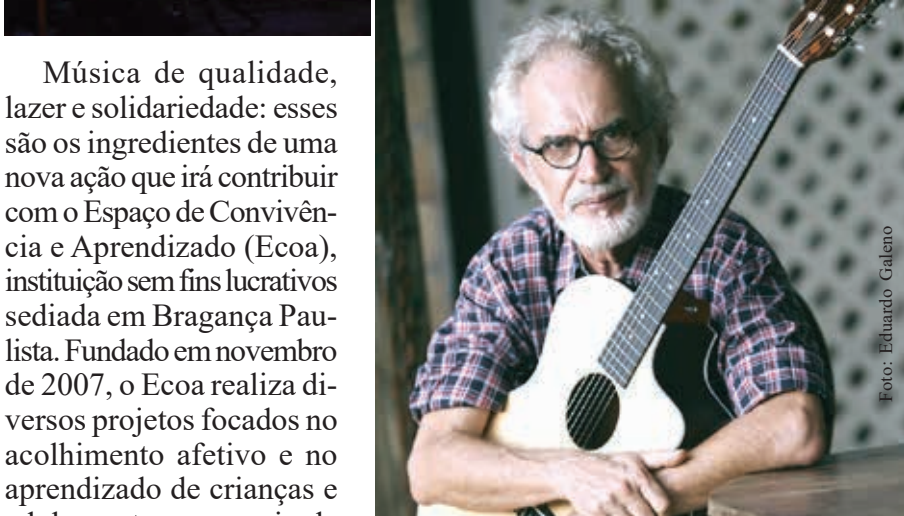 Música de qualidade,
lazer e solidariedade: esses
são os ingredientes de uma
nova ação que irá contribuir
com o Espaço de Convivên-
cia e Aprendizado (Ecoa),
instituição sem fins lucrativos
sediada em Bragança Pau-
lista. Fundado em novembro
de 2007, o Ecoa realiza di-
versos projetos focados no
acolhimento afetivo e no
aprendizado de crianças e
Foto: Eduardo Galeno